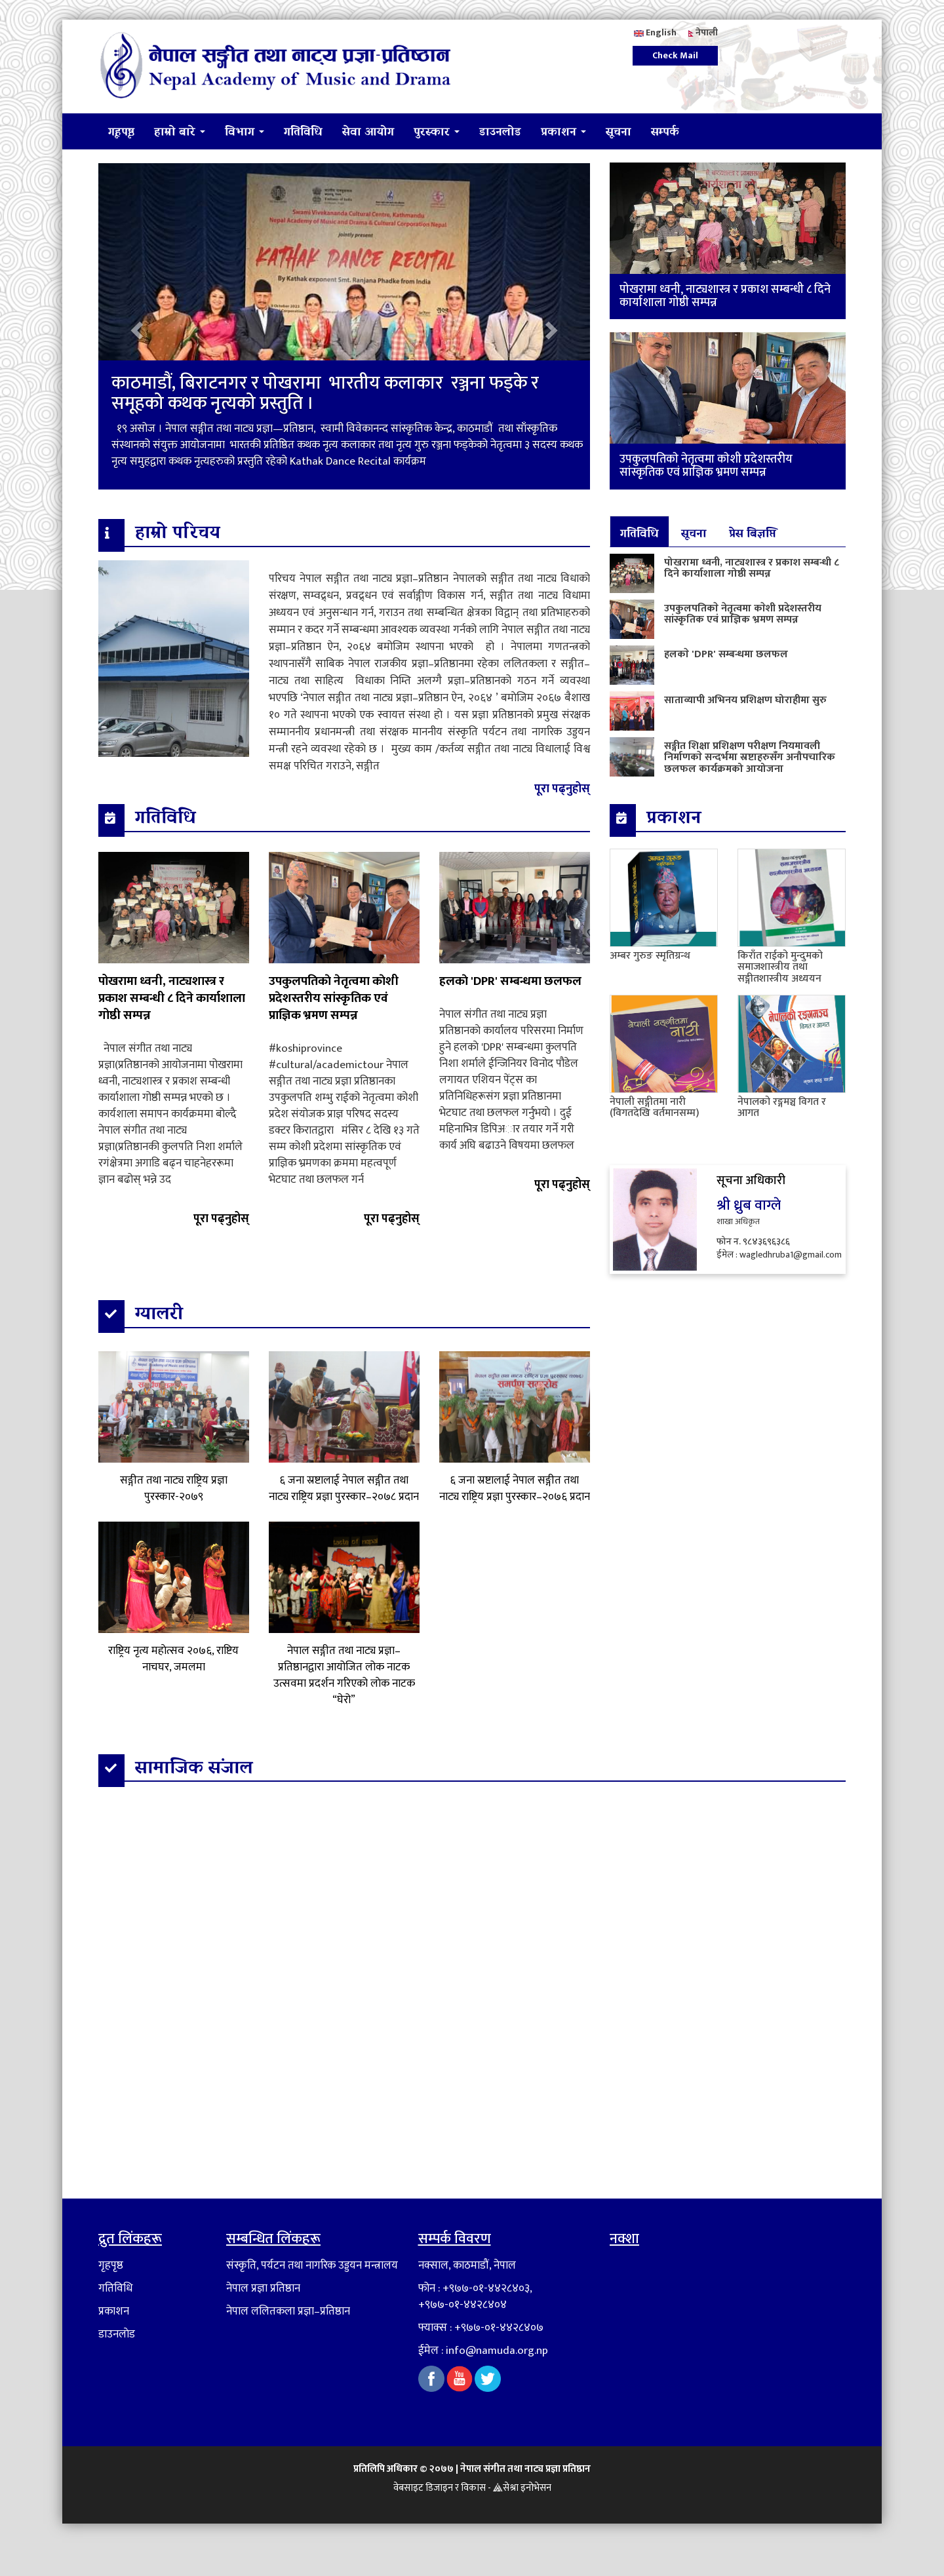 नेपाल सङ्गीत तथा नाट्य प्रज्ञा-प्रतिष्ठान
Nepal Academy of Music and Drama
English नेपाली
Check Mail
गृहपृष्ठ हाम्रो बारे विभाग गतिविधि सेवा आयोग पुरस्कार डाउनलोड प्रकाशन सूचना सम्पर्क
Swami Vivekananda Cultural Centre, Kathmandu
Nepal Academy of Music and Drama & Cultural Corporation Nepal
Jointly present
KATHAK DANCE RECITAL
By Kathak exponent Smt. Ranjana Phadke from India
काठमाडौं, बिराटनगर र पोखरामा भारतीय कलाकार रञ्जना फड्के र
समूहको कथक नृत्यको प्रस्तुति ।
१९ असोज । नेपाल सङ्गीत तथा नाट्य प्रज्ञा—प्रतिष्ठान, स्वामी विवेकानन्द सांस्कृतिक केन्द्र, काठमाडौं तथा साँस्कृतिक
संस्थानको संयुक्त आयोजनामा भारतकी प्रतिष्ठित कथक नृत्य कलाकार तथा नृत्य गुरु रञ्जना फड्केको नेतृत्वमा ३ सदस्य कथक
नृत्य समुहद्वारा कथक नृत्यहरुको प्रस्तुति रहेको Kathak Dance Recital कार्यक्रम
पोखरामा ध्वनी, नाट्यशास्त्र र प्रकाश सम्बन्धी ८ दिने
कार्याशाला गोष्ठी सम्पन्न
उपकुलपतिको नेतृत्वमा कोशी प्रदेशस्तरीय
सांस्कृतिक एवं प्राज्ञिक भ्रमण सम्पन्न
हाम्रो परिचय
परिचय नेपाल सङ्गीत तथा नाट्य प्रज्ञा–प्रतिष्ठान नेपालको सङ्गीत तथा नाट्य विधाको
संरक्षण, सम्वद्र्धन, प्रवद्र्धन एवं सर्वाङ्गीण विकास गर्न, सङ्गीत तथा नाट्य विधामा
अध्ययन एवं अनुसन्धान गर्न, गराउन तथा सम्बन्धित क्षेत्रका विद्वान् तथा प्रतिभाहरुको
सम्मान र कदर गर्ने सम्बन्धमा आवश्यक व्यवस्था गर्नको लागि नेपाल सङ्गीत तथा नाट्य
प्रज्ञा–प्रतिष्ठान ऐन, २०६४ बमोजिम स्थापना भएको हो । नेपालमा गणतन्त्रको
स्थापनासँगै साबिक नेपाल राजकीय प्रज्ञा–प्रतिष्ठानमा रहेका ललितकला र सङ्गीत–
नाट्य तथा साहित्य विधाका निम्ति अलग्गै प्रज्ञा–प्रतिष्ठानको गठन गर्ने व्यवस्था
भएपछि ‘नेपाल सङ्गीत तथा नाट्य प्रज्ञा–प्रतिष्ठान ऐन, २०६४ ’ बमोजिम २०६७ बैशाख
१० गते स्थापना भएको एक स्वायत्त संस्था हो । यस प्रज्ञा प्रतिष्ठानको प्रमुख संरक्षक
सम्माननीय प्रधानमन्त्री तथा संरक्षक माननीय संस्कृति पर्यटन तथा नागरिक उड्डयन
मन्त्री रहने व्यवस्था रहेको छ । मुख्य काम /कर्तव्य सङ्गीत तथा नाट्य विधालाई विश्व
समक्ष परिचित गराउने, सङ्गीत
पूरा पढ्नुहोस्
गतिविधि सूचना प्रेस बिज्ञप्ति
पोखरामा ध्वनी, नाट्यशास्त्र र प्रकाश सम्बन्धी ८
दिने कार्याशाला गोष्ठी सम्पन्न
उपकुलपतिको नेतृत्वमा कोशी प्रदेशस्तरीय
सांस्कृतिक एवं प्राज्ञिक भ्रमण सम्पन्न
हलको 'DPR' सम्बन्धमा छलफल
साताव्यापी अभिनय प्रशिक्षण घोराहीमा सुरु
सङ्गीत शिक्षा प्रशिक्षण परीक्षण नियमावली
निर्माणको सन्दर्भमा स्रष्टाहरुसँग अनौपचारिक
छलफल कार्यक्रमको आयोजना
गतिविधि
पोखरामा ध्वनी, नाट्यशास्त्र र
प्रकाश सम्बन्धी ८ दिने कार्याशाला
गोष्ठी सम्पन्न
नेपाल संगीत तथा नाट्य
प्रज्ञा(प्रतिष्ठानको आयोजनामा पोखरामा
ध्वनी, नाट्यशास्त्र र प्रकाश सम्बन्धी
कार्याशाला गोष्ठी सम्पन्न भएको छ ।
कार्यशाला समापन कार्यक्रममा बोल्दै
नेपाल संगीत तथा नाट्य
प्रज्ञा(प्रतिष्ठानकी कुलपति निशा शर्माले
रगंक्षेत्रमा अगाडि बढ्न चाहनेहरुमा
ज्ञान बढोस् भन्ने उद
पूरा पढ्नुहोस्
उपकुलपतिको नेतृत्वमा कोशी
प्रदेशस्तरीय सांस्कृतिक एवं
प्राज्ञिक भ्रमण सम्पन्न
#koshiprovince
#cultural/academictour नेपाल
सङ्गीत तथा नाट्य प्रज्ञा प्रतिष्ठानका
उपकुलपति शम्भु राईको नेतृत्वमा कोशी
प्रदेश संयोजक प्राज्ञ परिषद सदस्य
डक्टर किरातद्वारा मंसिर ८ देखि १३ गते
सम्म कोशी प्रदेशमा सांस्कृतिक एवं
प्राज्ञिक भ्रमणका क्रममा महत्वपूर्ण
भेटघाट तथा छलफल गर्न
पूरा पढ्नुहोस्
हलको 'DPR' सम्बन्धमा छलफल
नेपाल संगीत तथा नाट्य प्रज्ञा
प्रतिष्ठानको कार्यालय परिसरमा निर्माण
हुने हलको 'DPR' सम्बन्धमा कुलपति
निशा शर्माले ईन्जिनियर विनोद पौडेल
लगायत एशियन पेंट्स का
प्रतिनिधिहरूसंग प्रज्ञा प्रतिष्ठानमा
भेटघाट तथा छलफल गर्नुभयो । दुई
महिनाभित्र डिपिअार तयार गर्ने गरी
कार्य अघि बढाउने विषयमा छलफल
पूरा पढ्नुहोस्
प्रकाशन
अम्बर गुरुङ स्मृतिग्रन्थ
किराँत राईको मुन्दुमको
समाजशास्त्रीय तथा
सङ्गीतशास्त्रीय अध्ययन
नेपाली सङ्गीतमा नारी
(विगतदेखि वर्तमानसम्म)
नेपालको रङ्गमञ्च विगत र
आगत
सूचना अधिकारी
श्री ध्रुब वाग्ले
शाखा अधिकृत
फोन न. ९८४३६९६३८६
ईमेल : wagledhruba1@gmail.com
ग्यालरी
सङ्गीत तथा नाट्य राष्ट्रिय प्रज्ञा
पुरस्कार-२०७९
६ जना स्रष्टालाई नेपाल सङ्गीत तथा
नाट्य राष्ट्रिय प्रज्ञा पुरस्कार–२०७८ प्रदान
६ जना स्रष्टालाई नेपाल सङ्गीत तथा
नाट्य राष्ट्रिय प्रज्ञा पुरस्कार–२०७६ प्रदान
राष्ट्रिय नृत्य महोत्सव २०७६, राष्टिय
नाचघर, जमलमा
नेपाल सङ्गीत तथा नाट्य प्रज्ञा–
प्रतिष्ठानद्वारा आयोजित लोक नाटक
उत्सवमा प्रदर्शन गरिएको लोक नाटक
“घेरो”
सामाजिक संजाल
द्रुत लिंकहरू
गृहपृष्ठ
गतिविधि
प्रकाशन
डाउनलोड
सम्बन्धित लिंकहरू
संस्कृति, पर्यटन तथा नागरिक उड्डयन मन्त्रालय
नेपाल प्रज्ञा प्रतिष्ठान
नेपाल ललितकला प्रज्ञा–प्रतिष्ठान
सम्पर्क विवरण
नक्साल, काठमाडौं, नेपाल
फोन : +९७७-०१-४४२८४०३,
+९७७-०१-४४२८४०४
फ्याक्स : +९७७-०१-४४२८४०७
ईमेल : info@namuda.org.np
नक्शा
प्रतिलिपि अधिकार © २०७७ | नेपाल संगीत तथा नाट्य प्रज्ञा प्रतिष्ठान
वेबसाइट डिजाइन र विकास - सेश्रा इनोभेसन